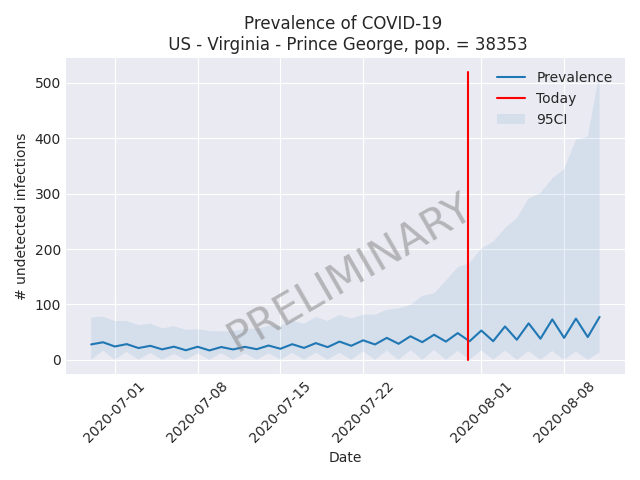 Prevalence of COVID-19
US - Virginia - Prince George, pop. = 38353
# undetected infections
500
400
300
200
100
0
Prevalence
Today
95CI
PRELIMINARY
2020-07-01
2020-07-08
2020-07-15
2020-07-22
2020-08-01
2020-08-08
Date